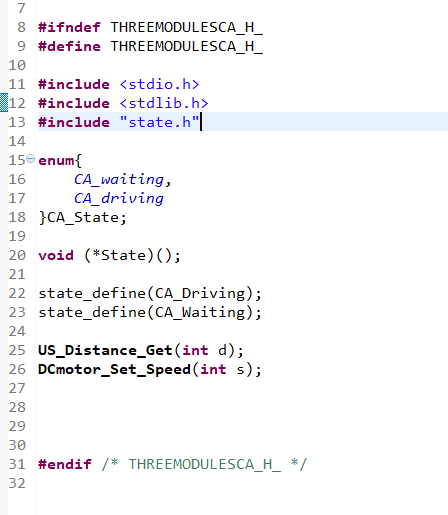 7
8 #ifndef THREEMODULESCA_H_
9 #define THREEMODULESCA_H_
10
11 #include <stdio.h>
12 #include <stdlib.h>
13 #include "state.h"
14
15 enum{
16     CA_waiting,
17     CA_driving
18 }CA_State;
19
20 void (*State)();
21
22 state_define(CA_Driving);
23 state_define(CA_Waiting);
24
25 US_Distance_Get(int d);
26 DCmotor_Set_Speed(int s);
27
28
29
30
31 #endif /* THREEMODULESCA_H_ */
32